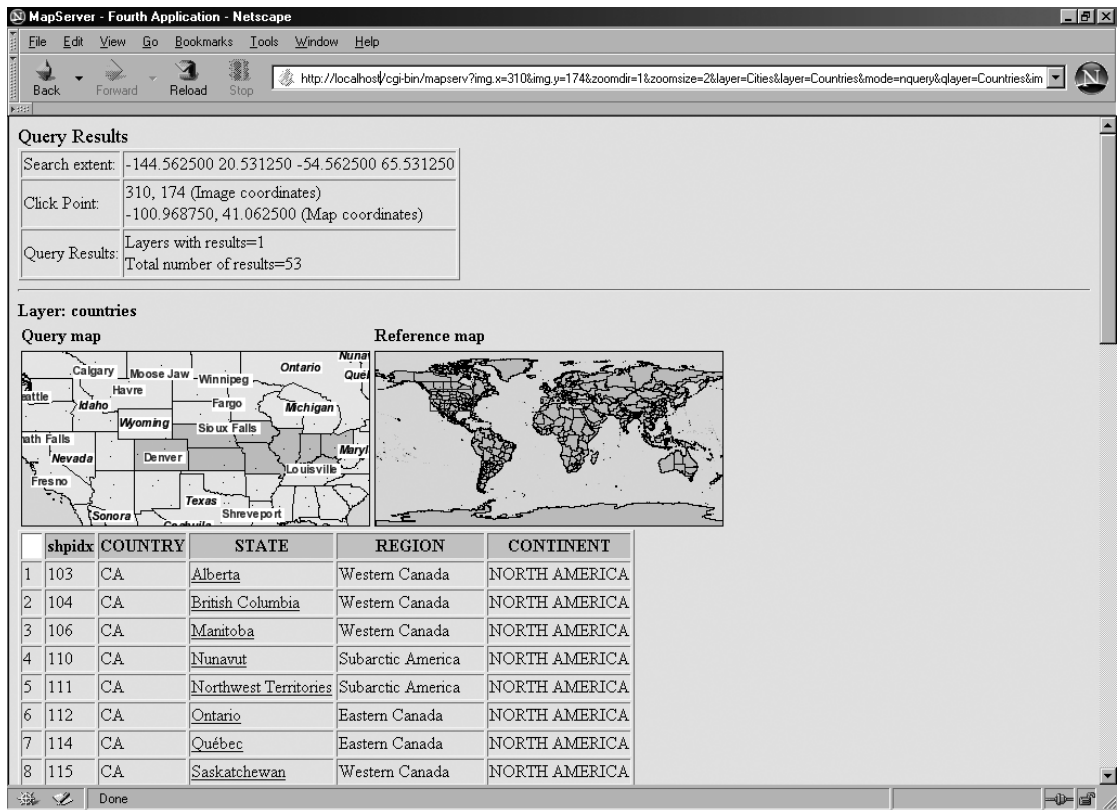 MapServer - Fourth Application - Netscape
File Edit View Go Bookmarks Tools Window Help
Back Forward Reload Stop
http://localhost/cgi-bin/mapserv?img.x=310&img.y=174&zoomdir=1&zoomsize=2&layer=Cities&layer=Countries&mode=nquery&qlayer=Countries&im
N
Query Results
Search extent: -144.562500 20.531250 -54.562500 65.531250
Click Point: 310, 174 (Image coordinates)
-100.968750, 41.062500 (Map coordinates)
Query Results: Layers with results=1
Total number of results=53
Layer: countries
Query map Reference map
Nunav
Calgary Moose Jaw Winnipeg Ontario Québ
eattle Havre
Idaho Fargo Michigan
Wyoming Sioux Falls
ath Falls
Nevada Denver Maryl
Fresno Louisville
Texas
Sonora Shreveport
Coahuila
shpidx COUNTRY STATE REGION CONTINENT
1 103 CA Alberta Western Canada NORTH AMERICA
2 104 CA British Columbia Western Canada NORTH AMERICA
3 106 CA Manitoba Western Canada NORTH AMERICA
4 110 CA Nunavut Subarctic America NORTH AMERICA
5 111 CA Northwest Territories Subarctic America NORTH AMERICA
6 112 CA Ontario Eastern Canada NORTH AMERICA
7 114 CA Québec Eastern Canada NORTH AMERICA
8 115 CA Saskatchewan Western Canada NORTH AMERICA
Done